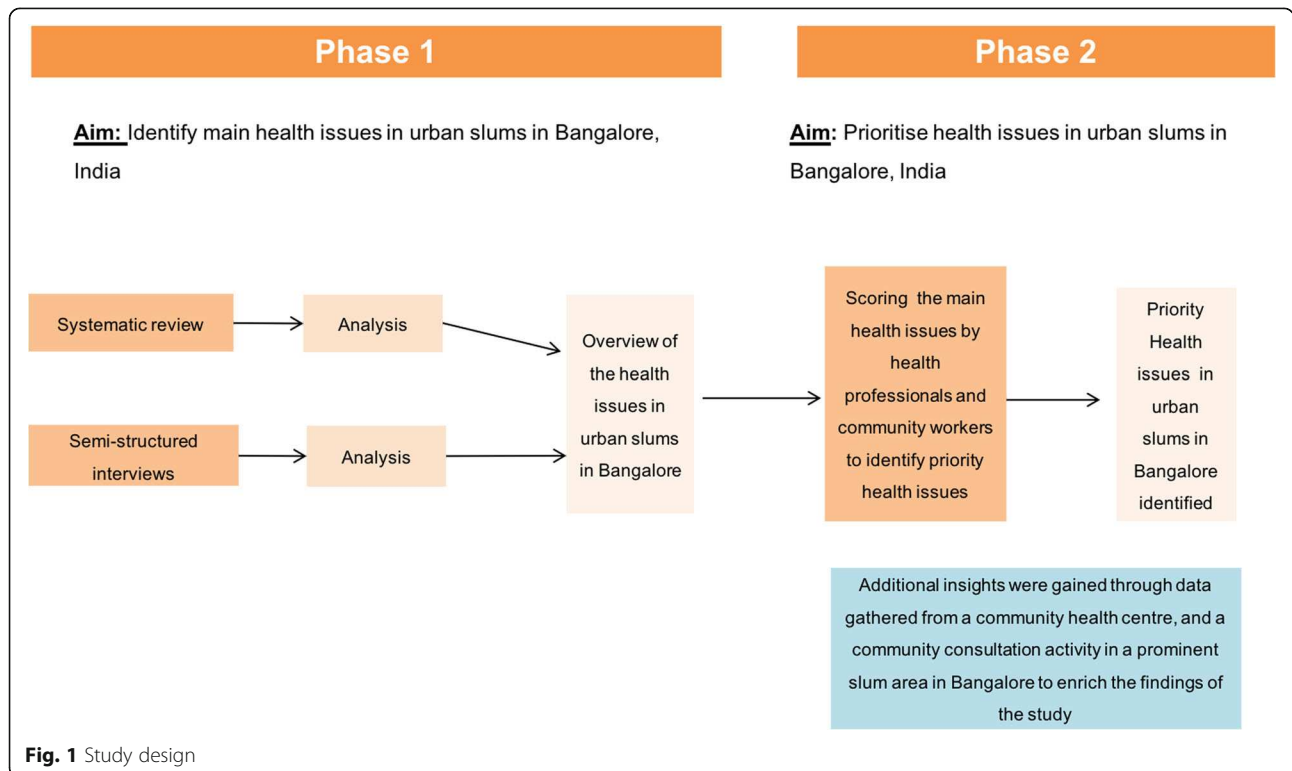 Phase 1
Phase 2
Aim: Identify main health issues in urban slums in Bangalore,
India
Aim: Prioritise health issues in urban slums in
Bangalore, India
Systematic review
Analysis
Semi-structured
interviews
Analysis
Overview of
the health
issues in
urban slums
in Bangalore
Scoring the main
health issues by
health
professionals and
community workers
to identify priority
health issues
Priority
Health
issues in
urban
slums in
Bangalore
identified
Additional insights were gained through data
gathered from a community health centre, and a
community consultation activity in a prominent
slum area in Bangalore to enrich the findings of
the study
Fig. 1 Study design